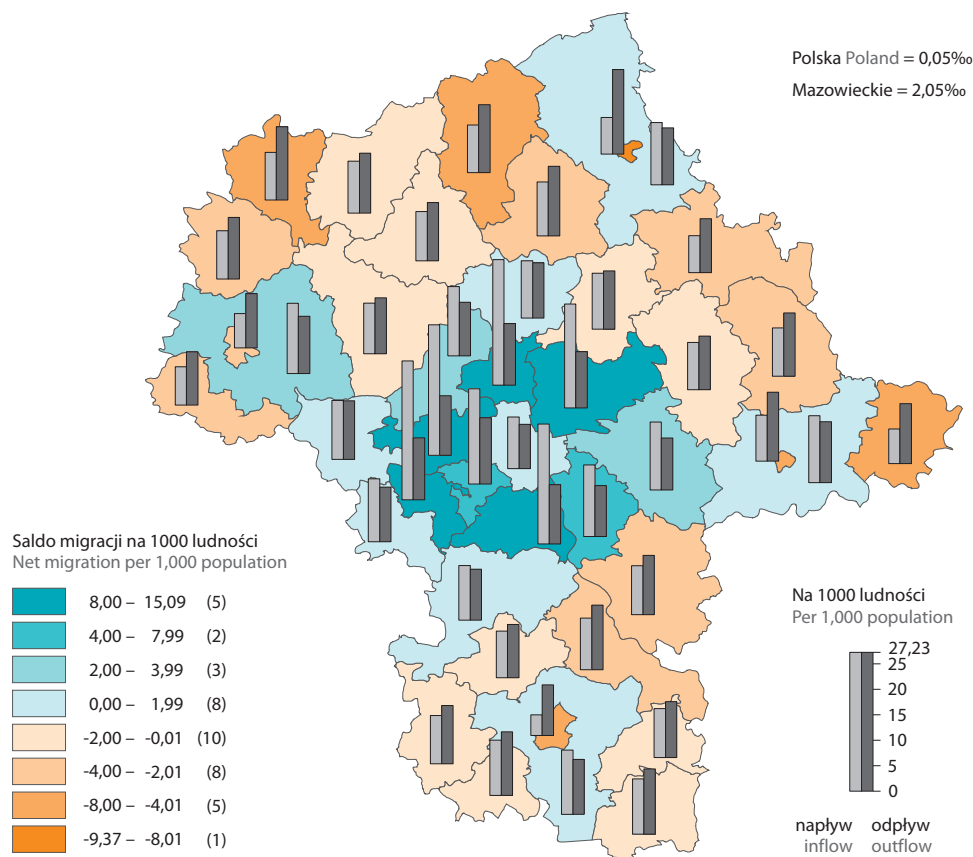 Polska Poland = 0,05‰
Mazowieckie = 2,05‰
Saldo migracji na 1000 ludności
Net migration per 1,000 population
8,00 – 15,09 (5)
4,00 – 7,99 (2)
2,00 – 3,99 (3)
0,00 – 1,99 (8)
-2,00 – -0,01 (10)
-4,00 – -2,01 (8)
-8,00 – -4,01 (5)
-9,37 – -8,01 (1)
Na 1000 ludności
Per 1,000 population
27,23
25
20
15
10
5
0
napływ odpływ
inflow outflow